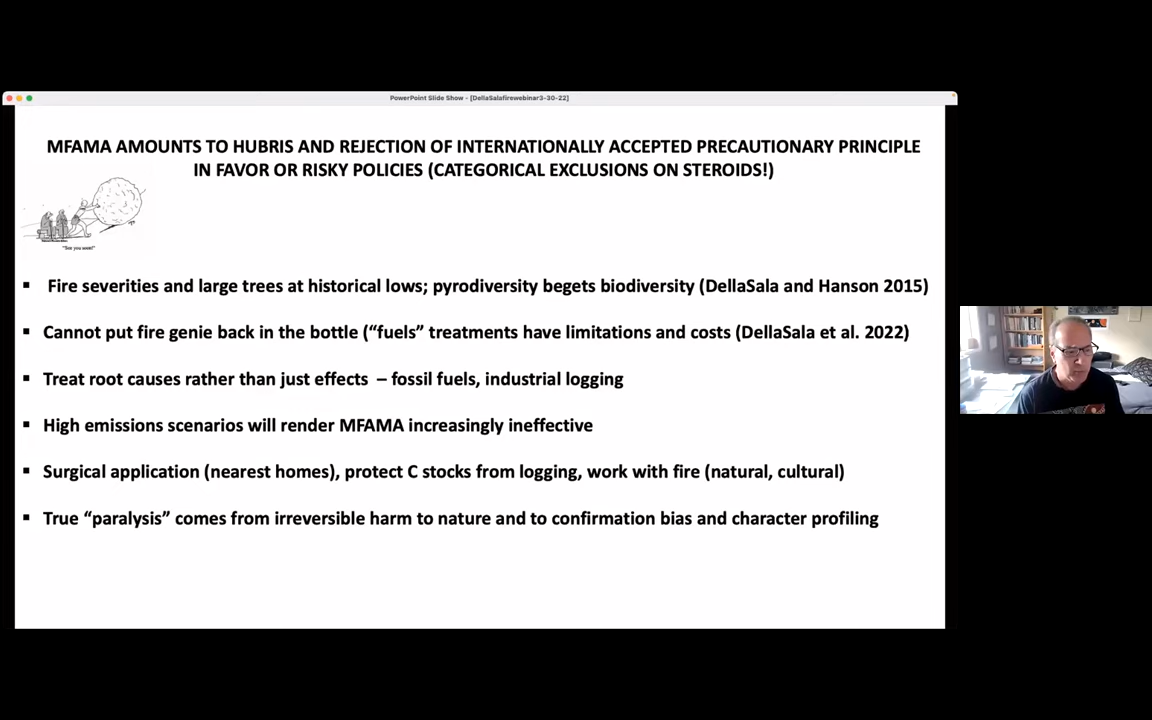 PowerPoint Slide Show - [DellaSalafirewebinar3-30-22]
MFAMA AMOUNTS TO HUBRIS AND REJECTION OF INTERNATIONALLY ACCEPTED PRECAUTIONARY PRINCIPLE
IN FAVOR OR RISKY POLICIES (CATEGORICAL EXCLUSIONS ON STEROIDS!)
▪ Fire severities and large trees at historical lows; pyrodiversity begets biodiversity (DellaSala and Hanson 2015)
▪ Cannot put fire genie back in the bottle (“fuels” treatments have limitations and costs (DellaSala et al. 2022)
▪ Treat root causes rather than just effects – fossil fuels, industrial logging
▪ High emissions scenarios will render MFAMA increasingly ineffective
▪ Surgical application (nearest homes), protect C stocks from logging, work with fire (natural, cultural)
▪ True “paralysis” comes from irreversible harm to nature and to confirmation bias and character profiling